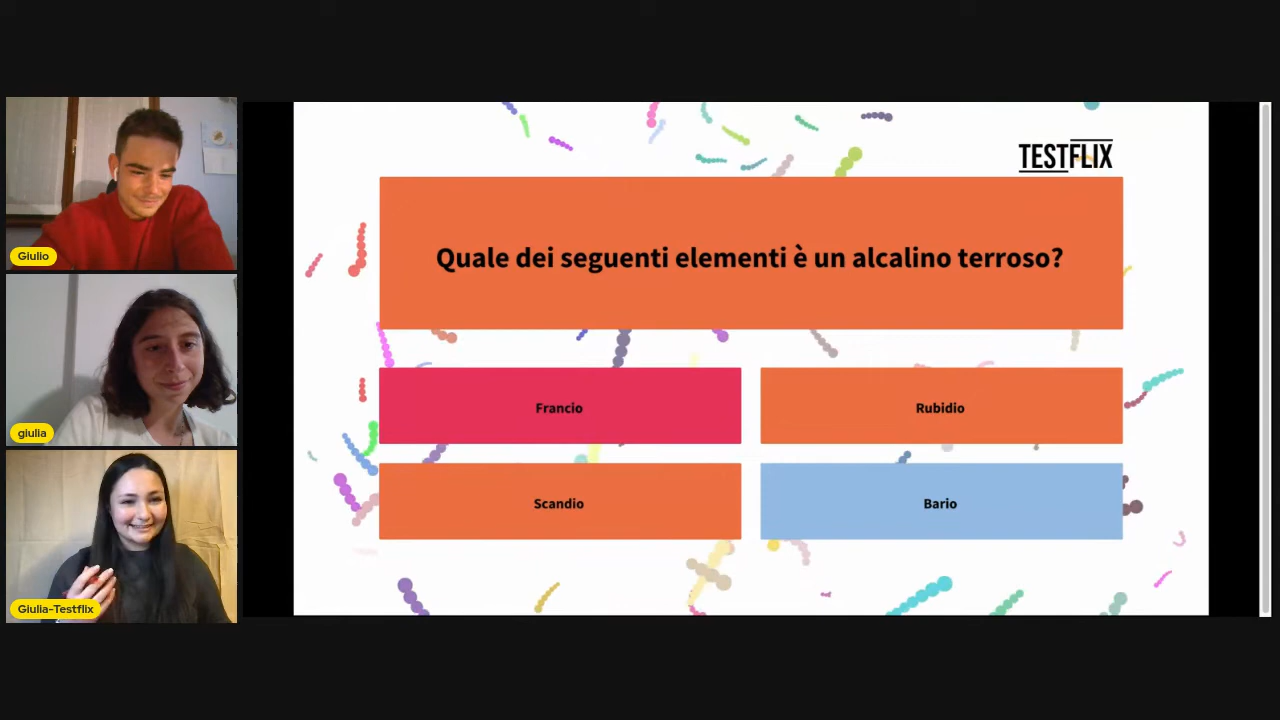 Giulio
giulia
Giulia-Testflix
TESTFLIX
Quale dei seguenti elementi è un alcalino terroso?
Francio
Rubidio
Scandio
Bario